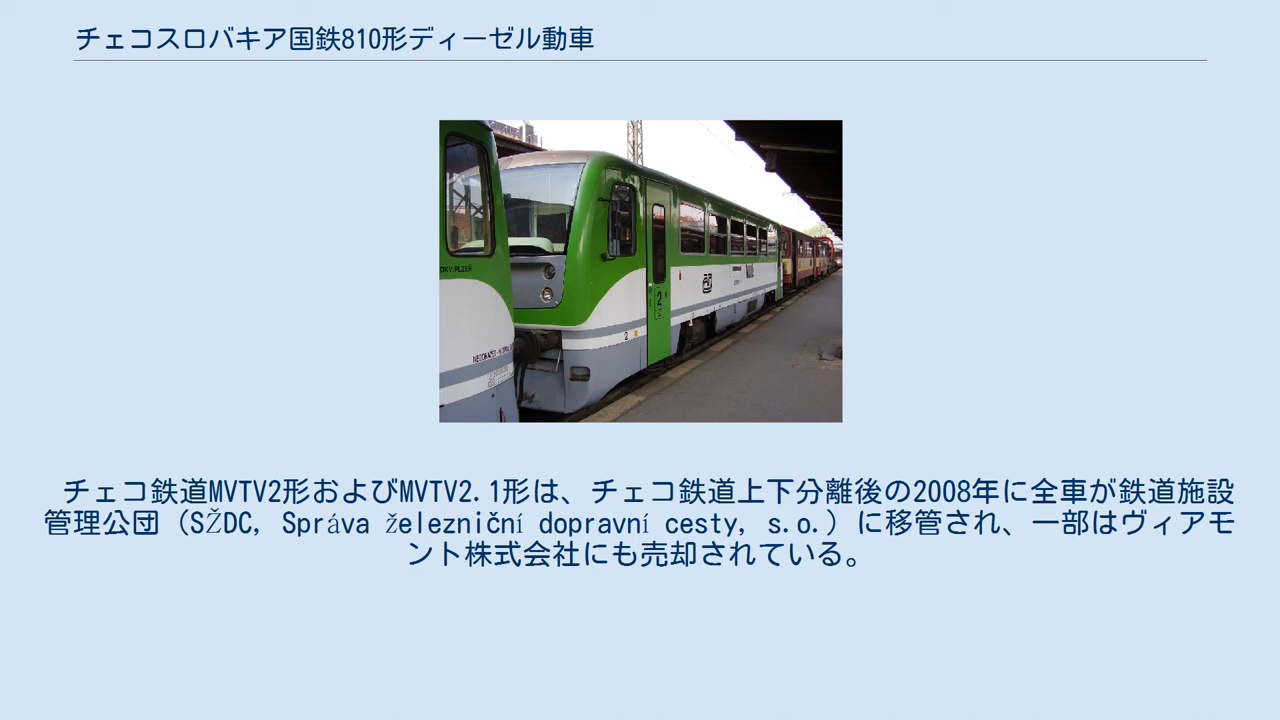 チェコスロバキア国鉄810形ディーゼル動車
DKV PLZEŇ
2
2
チェコ鉄道MVTV2形およびMVTV2.1形は、チェコ鉄道上下分離後の2008年に全車が鉄道施設
管理公団（SŽDC, Správa železniční dopravní cesty, s.o.）に移管され、一部はヴィアモ
ント株式会社にも売却されている。